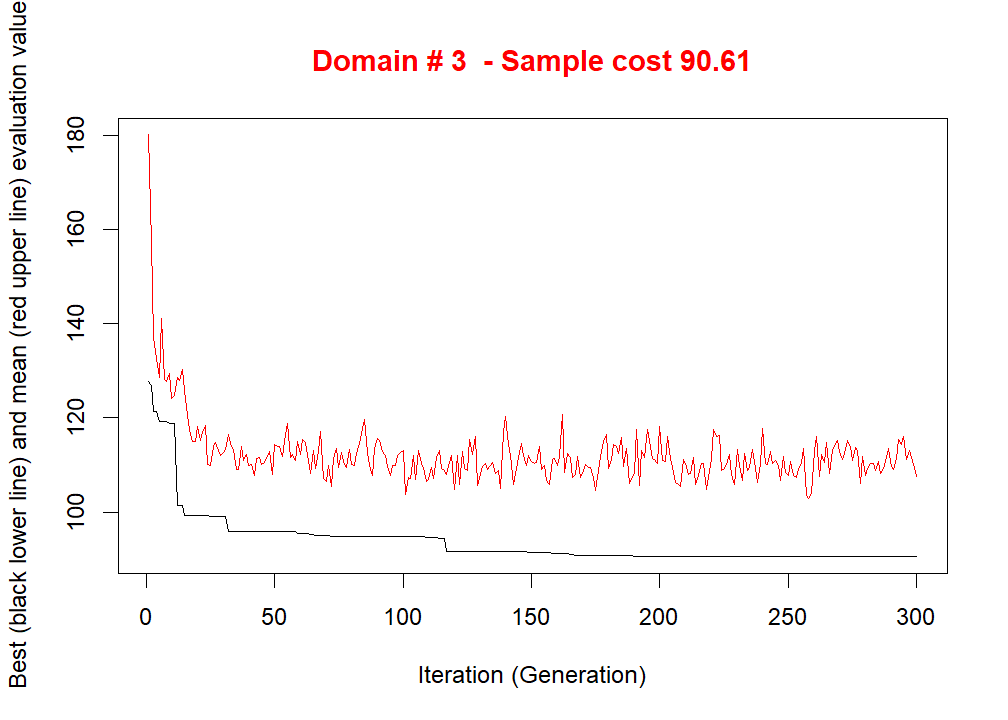 Domain # 3  - Sample cost 90.61
Best (black lower line) and mean (red upper line) evaluation value
180
160
140
120
100
0 50 100 150 200 250 300
Iteration (Generation)